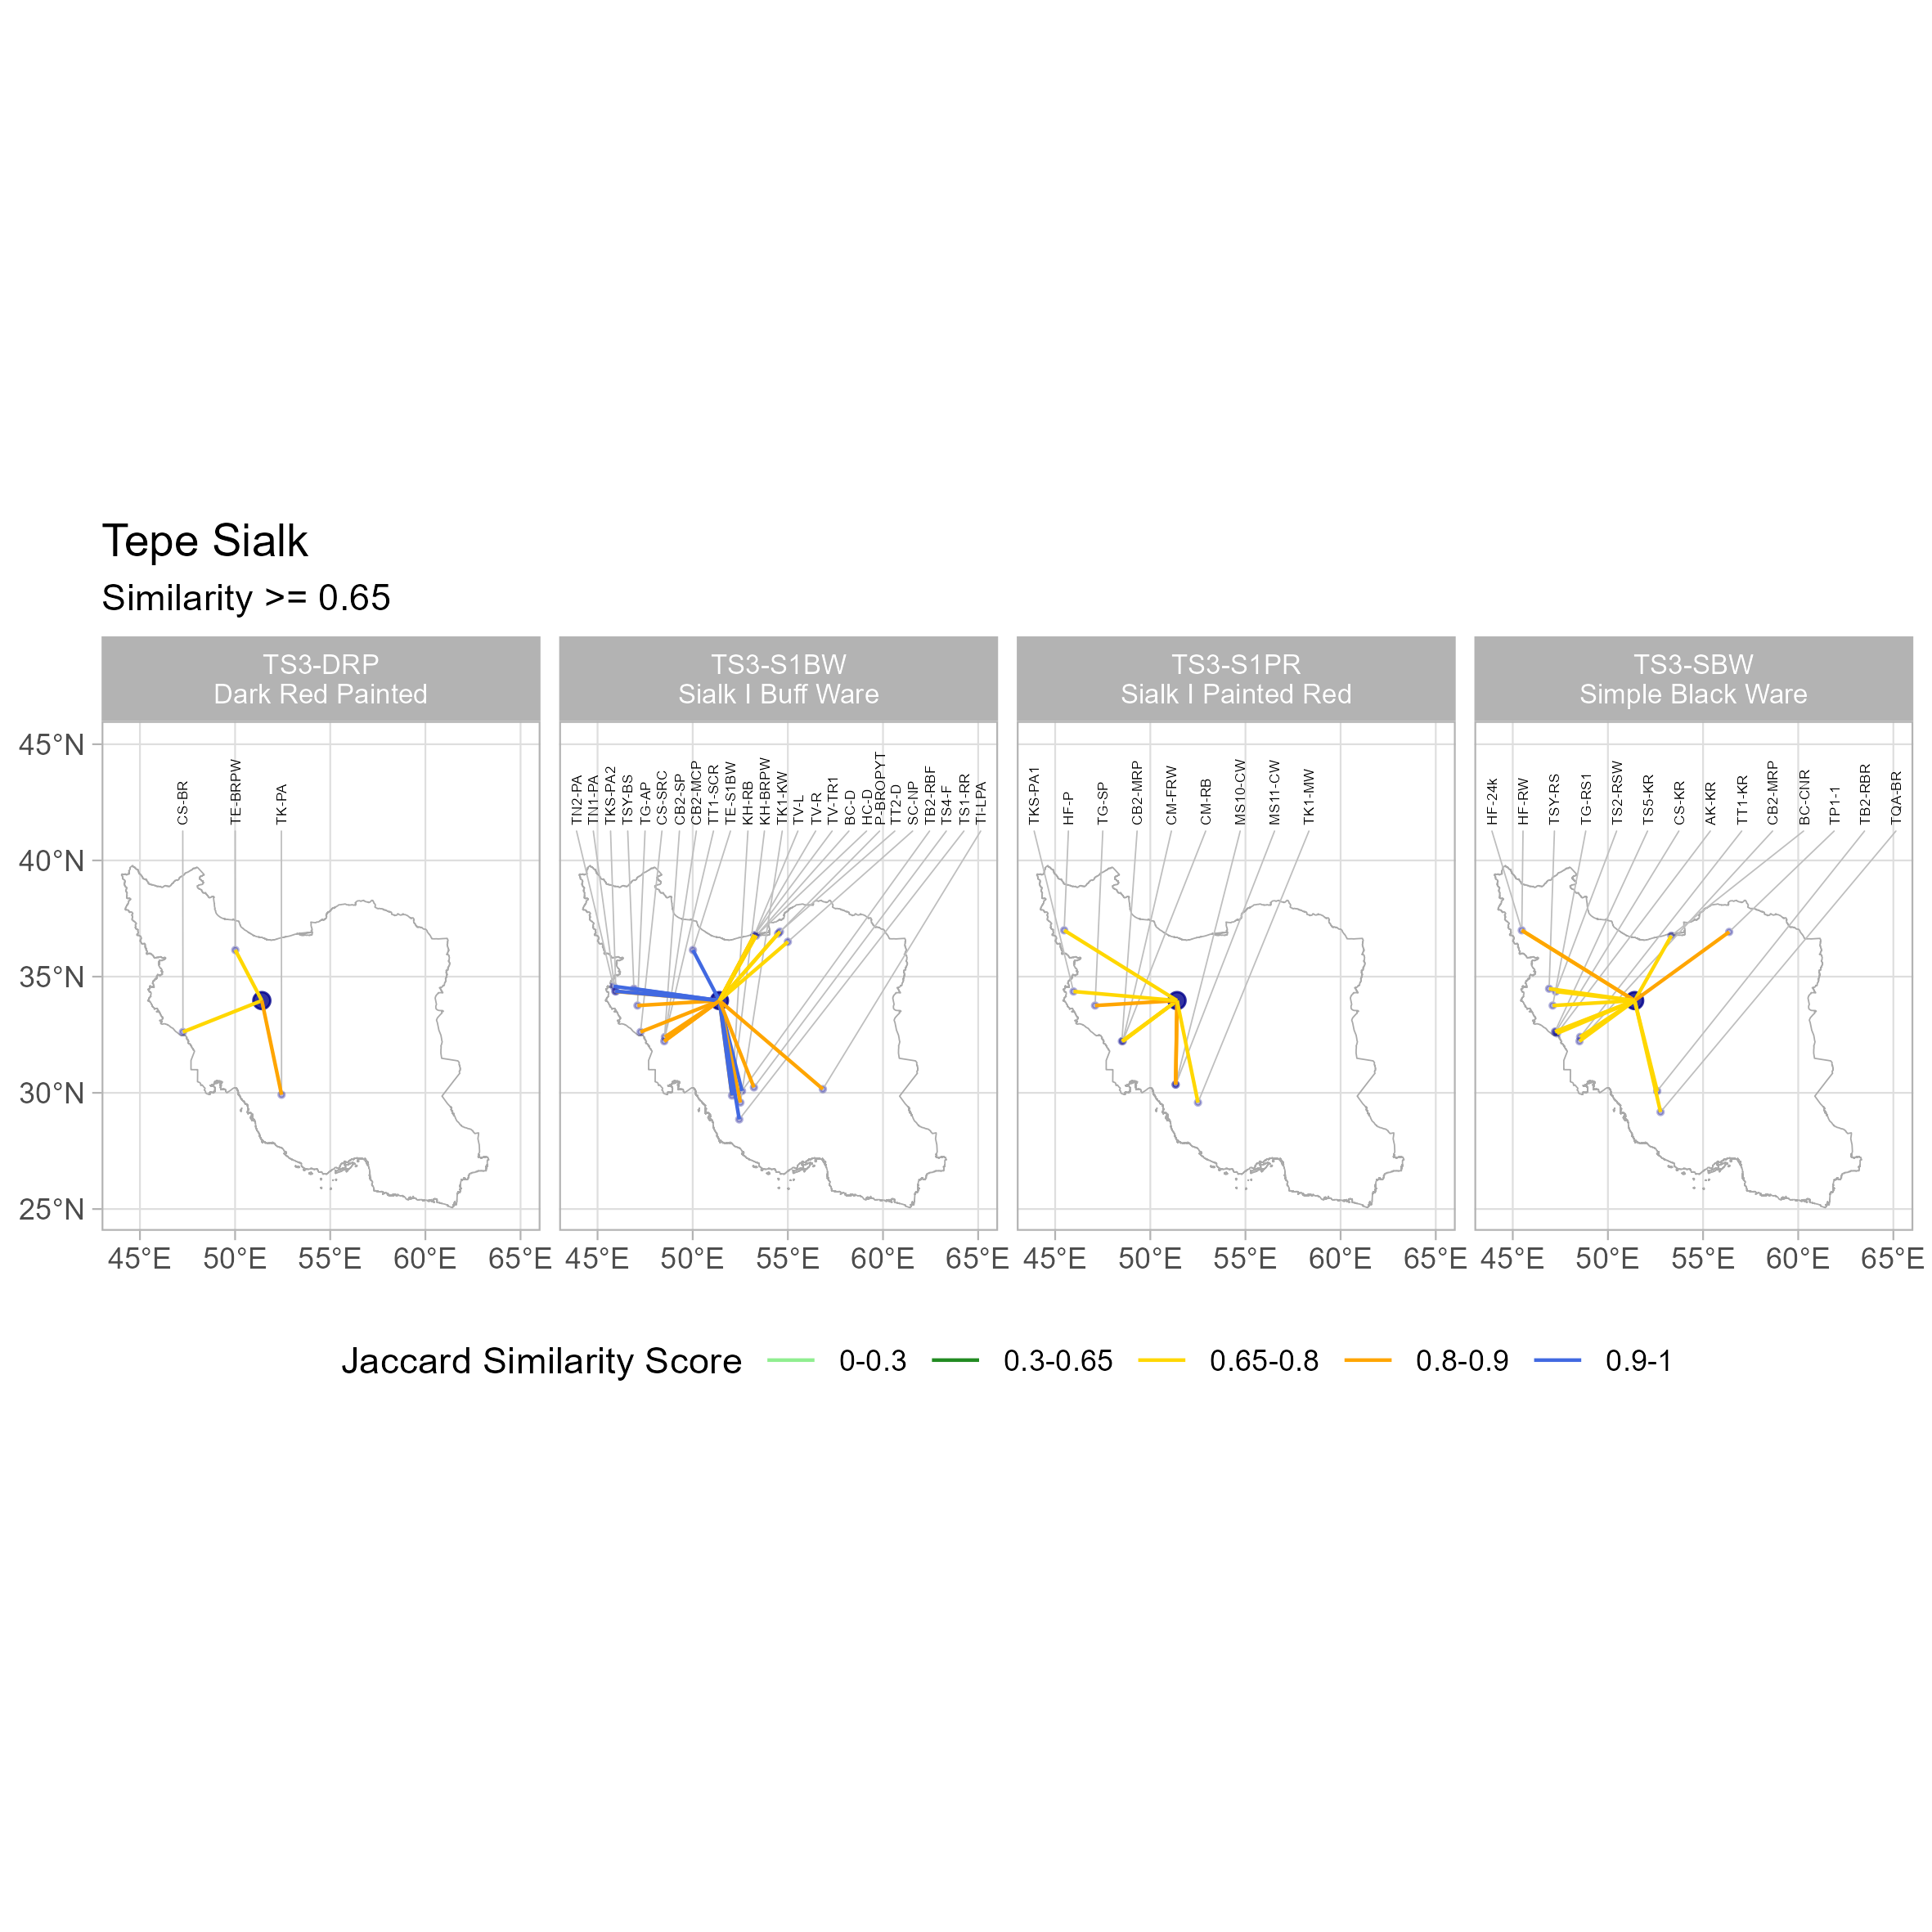 Tepe Sialk
Similarity >= 0.65
TS3-DRP
Dark Red Painted
TS3-S1BW
Sialk I Buff Ware
TS3-S1PR
Sialk I Painted Red
TS3-SBW
Simple Black Ware
45°N
40°N
35°N
30°N
25°N
CS-BR
TE-BRPW
TK-PA
TN2-PA
TN1-PA
TKS-PA2
TSY-BS
TG-AP
CS-SRC
CB2-SP
CB2-MCP
TT1-SCR
TE-S1BW
KH-RB
KH-BRPW
TK1-KW
TV-L
TV-R
TV-TR1
BC-D
HC-D
P-BROPYT
TT2-D
SC-NP
TB2-RBF
TS4-F
TS1-RR
TI-LPA
TKS-PA1
HF-P
TG-SP
CB2-MRP
CM-FRW
CM-RB
MS10-CW
MS11-CW
TK1-MW
HF-24k
HF-RW
TSY-RS
TG-RS1
TS2-RSW
TS5-KR
CS-KR
AK-KR
TT1-KR
CB2-MRP
BC-CNR
TP1-1
TB2-RBR
TQA-BR
45°E 50°E 55°E 60°E 65°E
45°E 50°E 55°E 60°E 65°E
45°E 50°E 55°E 60°E 65°E
45°E 50°E 55°E 60°E 65°E
Jaccard Similarity Score 0-0.3 0.3-0.65 0.65-0.8 0.8-0.9 0.9-1